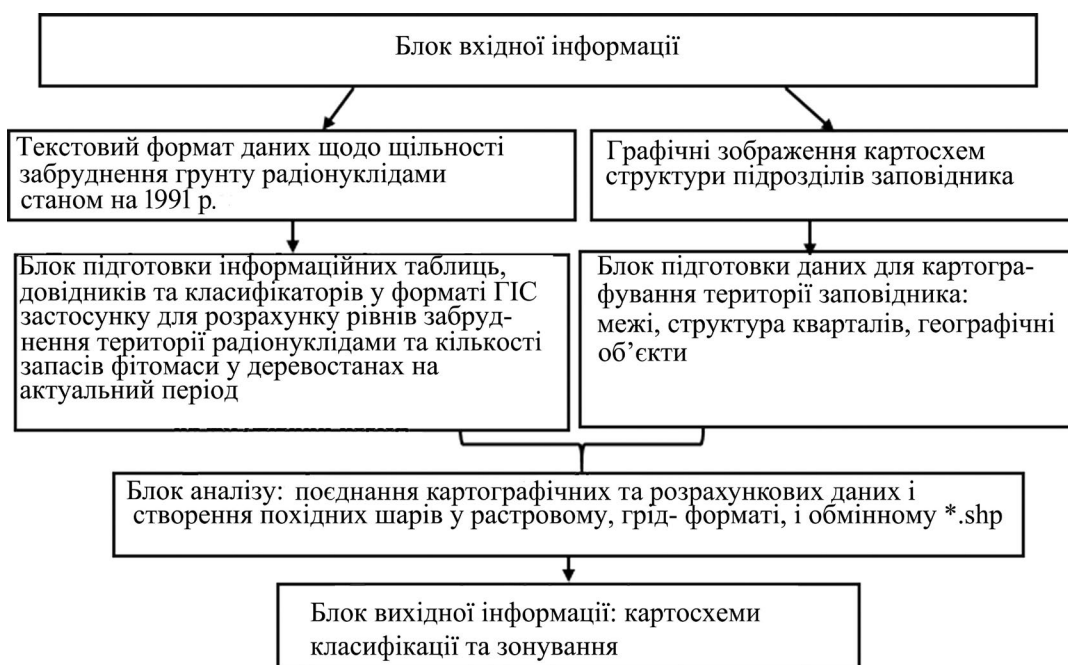 Блок вхідної інформації
Текстовий формат даних щодо щільності
забруднення грунту радіонуклідами
станом на 1991 р.
Графічні зображення картосхем
структури підрозділів заповідника
Блок підготовки інформаційних таблиць,
довідників та класифікаторів у форматі ГІС
застосунку для розрахунку рівнів забруд-
нення території радіонуклідами та кількості
запасів фітомаси у деревостанах на
актуальний період
Блок підготовки даних для картогра-
фування території заповідника:
межі, структура кварталів, географічні
об’єкти
Блок аналізу: поєднання картографічних та розрахункових даних і
створення похідних шарів у растровому, грід- форматі, і обмінному *.shp
Блок вихідної інформації: картосхеми
класифікації та зонування